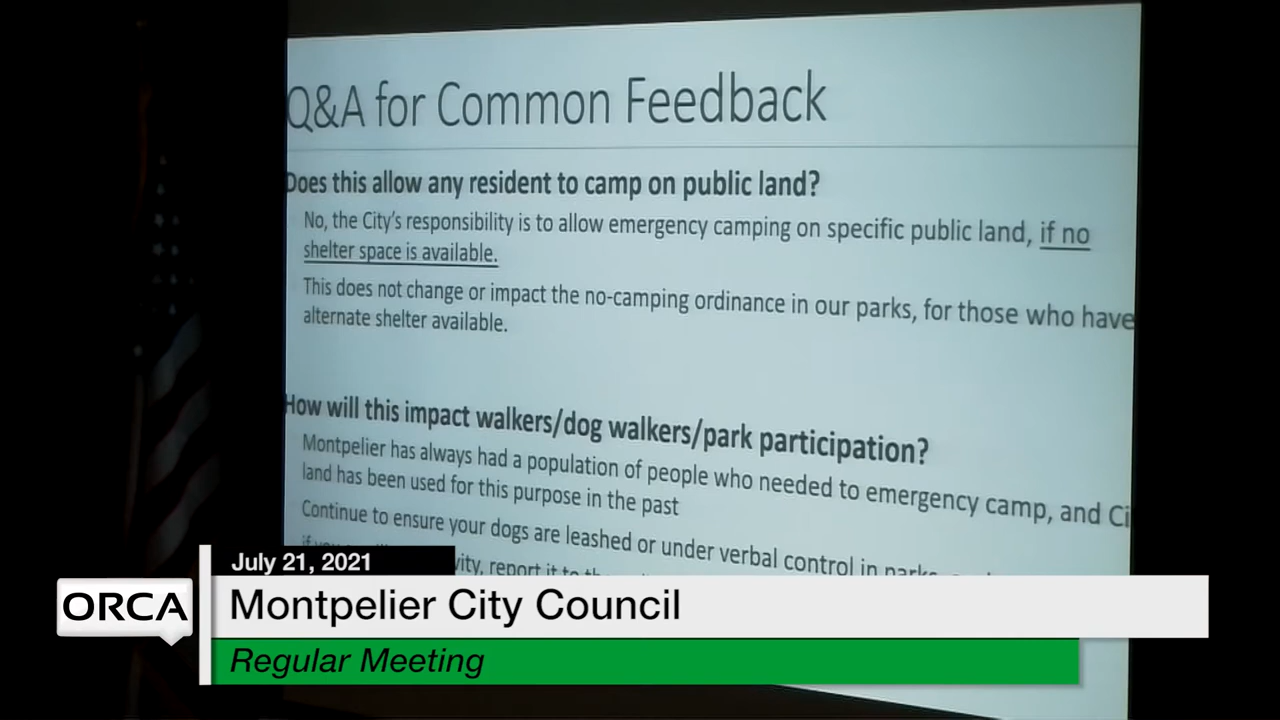 Q&A for Common Feedback
Does this allow any resident to camp on public land?
No, the City's responsibility is to allow emergency camping on specific public land, if no
shelter space is available.
This does not change or impact the no-camping ordinance in our parks, for those who have
alternate shelter available.
How will this impact walkers/dog walkers/park participation?
Montpelier has always had a population of people who needed to emergency camp, and Ci
land has been used for this purpose in the past
Continue to ensure your dogs are leashed or under verbal control in parks
report it to
July 21, 2021
ORCA
Montpelier City Council
Regular Meeting